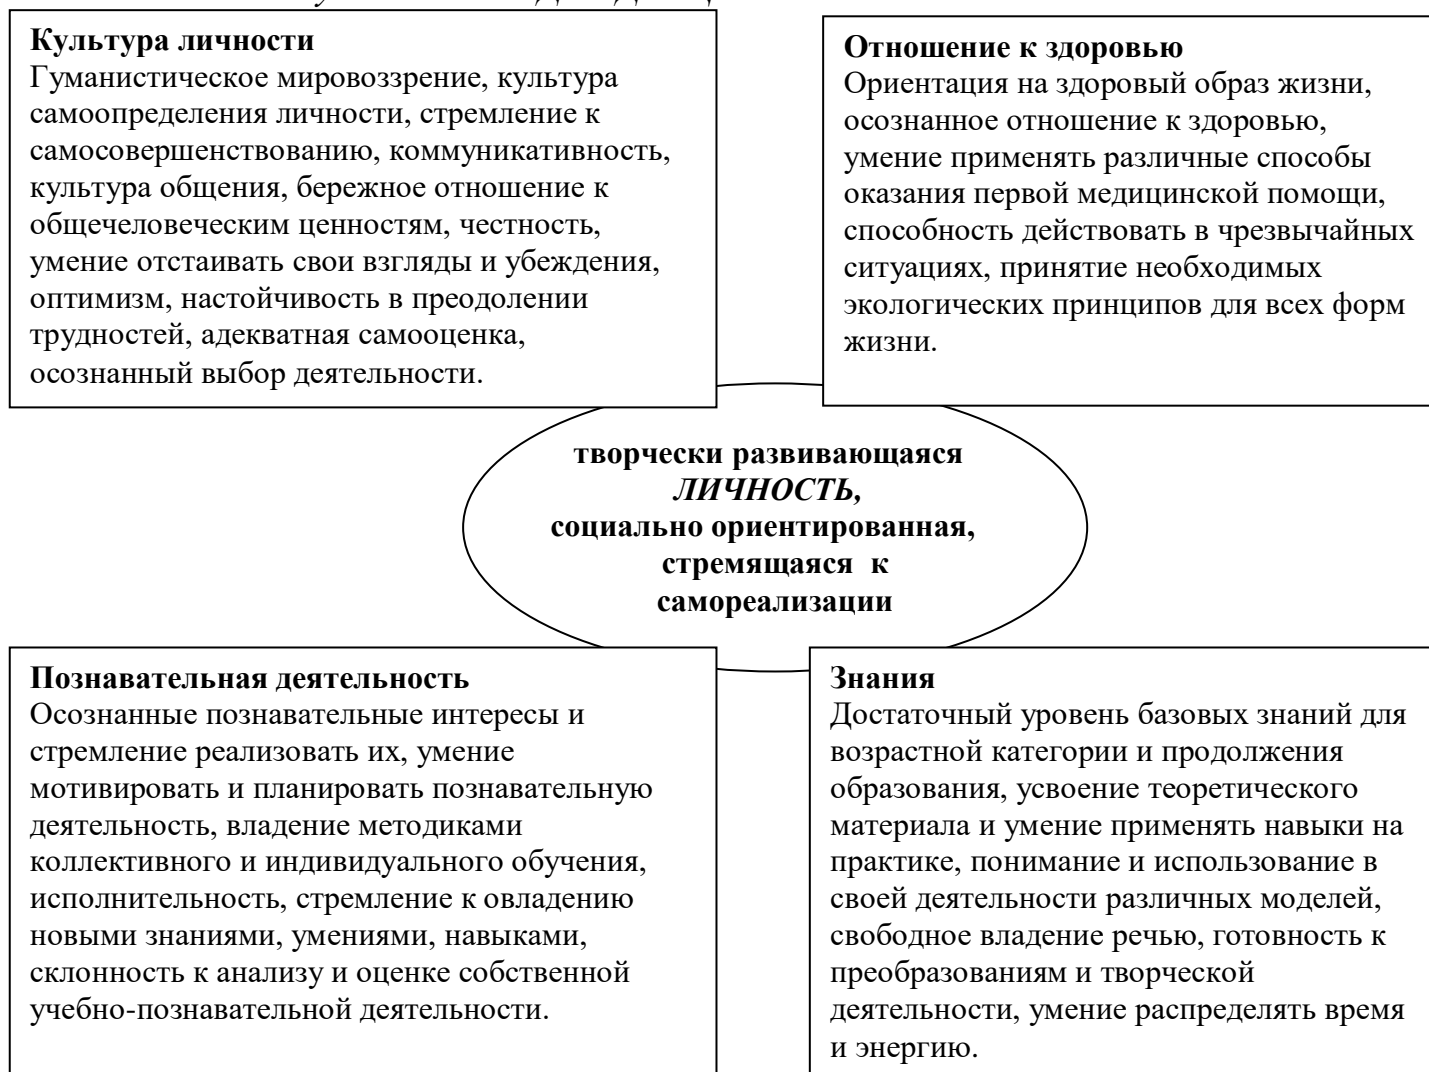 Культура личности
Гуманистическое мировоззрение, культура
самоопределения личности, стремление к
самосовершенствованию, коммуникативность,
культура общения, бережное отношение к
общечеловеческим ценностям, честность,
умение отстаивать свои взгляды и убеждения,
оптимизм, настойчивость в преодолении
трудностей, адекватная самооценка,
осознанный выбор деятельности.
Отношение к здоровью
Ориентация на здоровый образ жизни,
осознанное отношение к здоровью,
умение применять различные способы
оказания первой медицинской помощи,
способность действовать в чрезвычайных
ситуациях, принятие необходимых
экологических принципов для всех форм
жизни.
творчески развивающаяся
ЛИЧНОСТЬ,
социально ориентированная,
стремящаяся к
самореализации
Познавательная деятельность
Осознанные познавательные интересы и
стремление реализовать их, умение
мотивировать и планировать познавательную
деятельность, владение методиками
коллективного и индивидуального обучения,
исполнительность, стремление к овладению
новыми знаниями, умениями, навыками,
склонность к анализу и оценке собственной
учебно-познавательной деятельности.
Знания
Достаточный уровень базовых знаний для
возрастной категории и продолжения
образования, усвоение теоретического
материала и умение применять навыки на
практике, понимание и использование в
своей деятельности различных моделей,
свободное владение речью, готовность к
преобразованиям и творческой
деятельности, умение распределять время
и энергию.